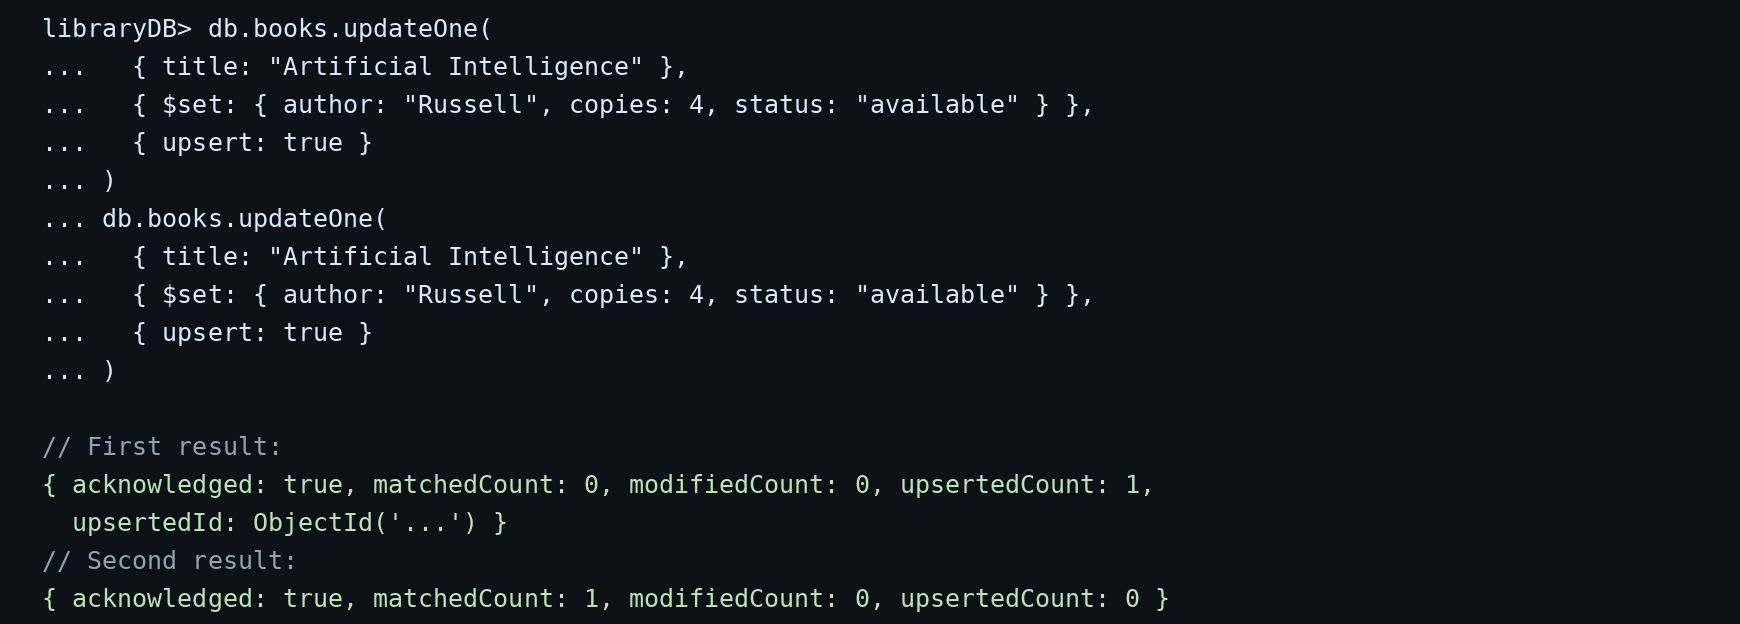 libraryDB> db.books.updateOne(
...   { title: "Artificial Intelligence" },
...   { $set: { author: "Russell", copies: 4, status: "available" } },
...   { upsert: true }
... )
... db.books.updateOne(
...   { title: "Artificial Intelligence" },
...   { $set: { author: "Russell", copies: 4, status: "available" } },
...   { upsert: true }
... )
// First result:
{ acknowledged: true, matchedCount: 0, modifiedCount: 0, upsertedCount: 1,
  upsertedId: ObjectId('...') }
// Second result:
{ acknowledged: true, matchedCount: 1, modifiedCount: 0, upsertedCount: 0 }